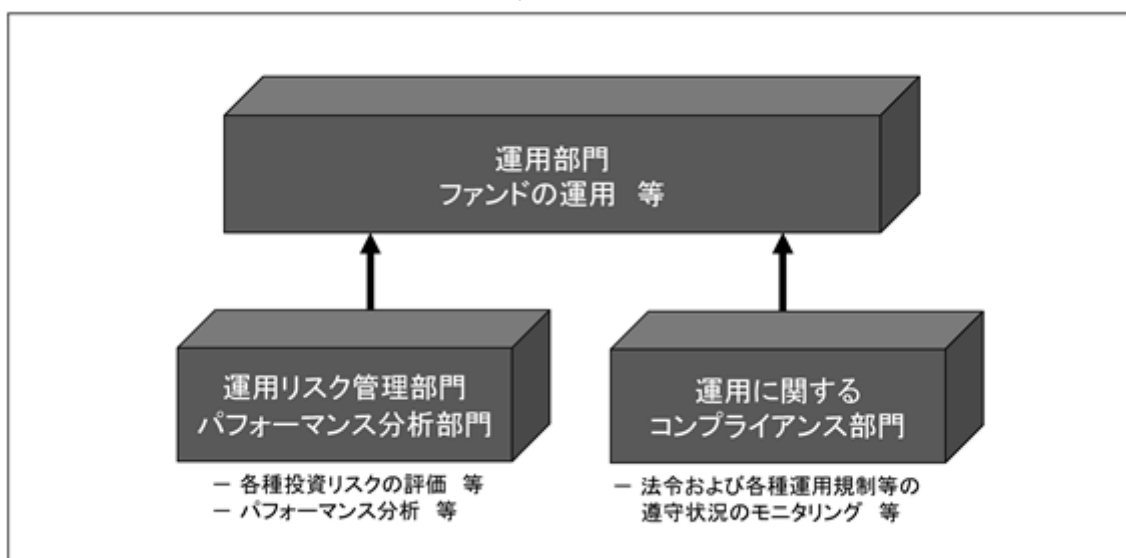 運用部門
ファンドの運用 等
運用リスク管理部門
パフォーマンス分析部門
- 各種投資リスクの評価 等
- パフォーマンス分析 等
運用に関する
コンプライアンス部門
- 法令および各種運用規制等の
遵守状況のモニタリング 等